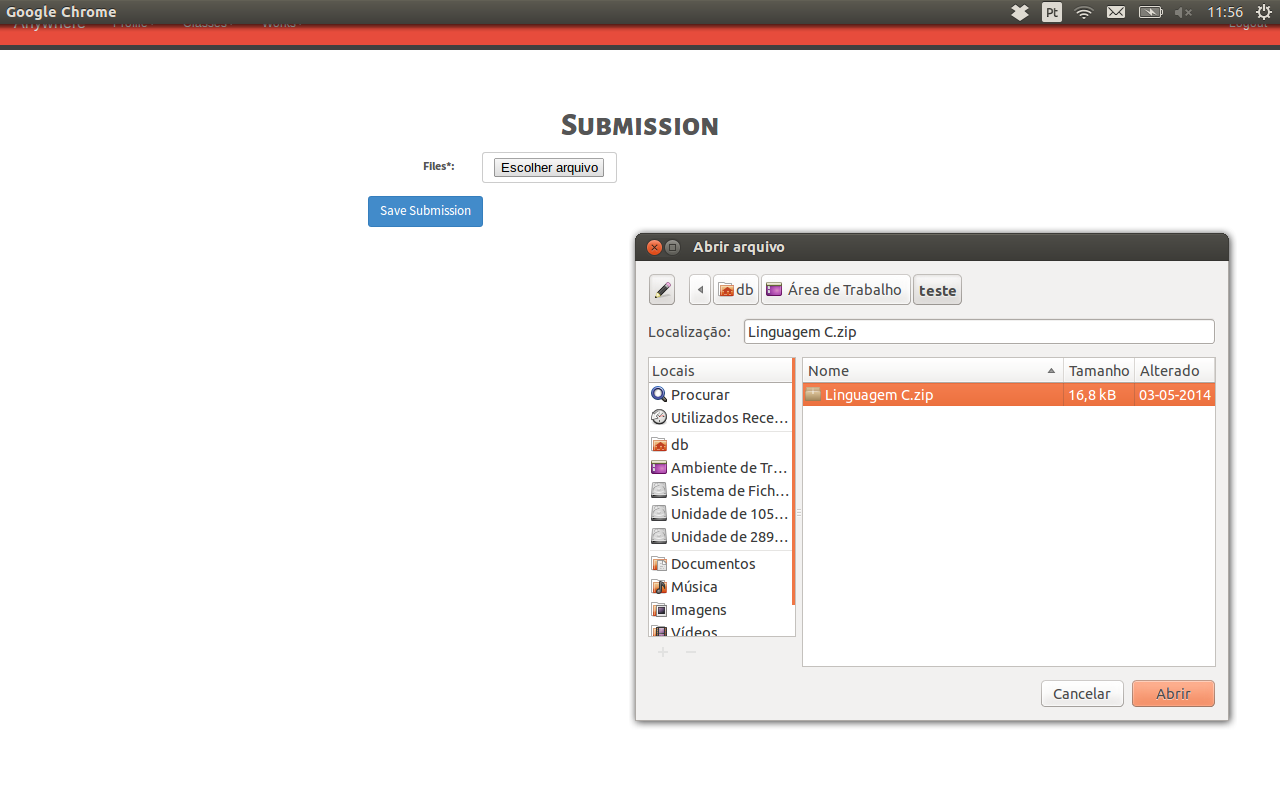 Google Chrome Pt 11:56
Anywhere Profile Classes Works Logout
Submission
Files*: Escolher arquivo
Save Submission
Abrir arquivo
db Área de Trabalho teste
Localização: Linguagem C.zip
Locais
Procurar
Utilizados Rece...
db
Ambiente de Tr...
Sistema de Fich...
Unidade de 105...
Unidade de 289...
Documentos
Música
Imagens
Vídeos
Nome Tamanho Alterado
Linguagem C.zip 16,8 kB 03-05-2014
Cancelar Abrir